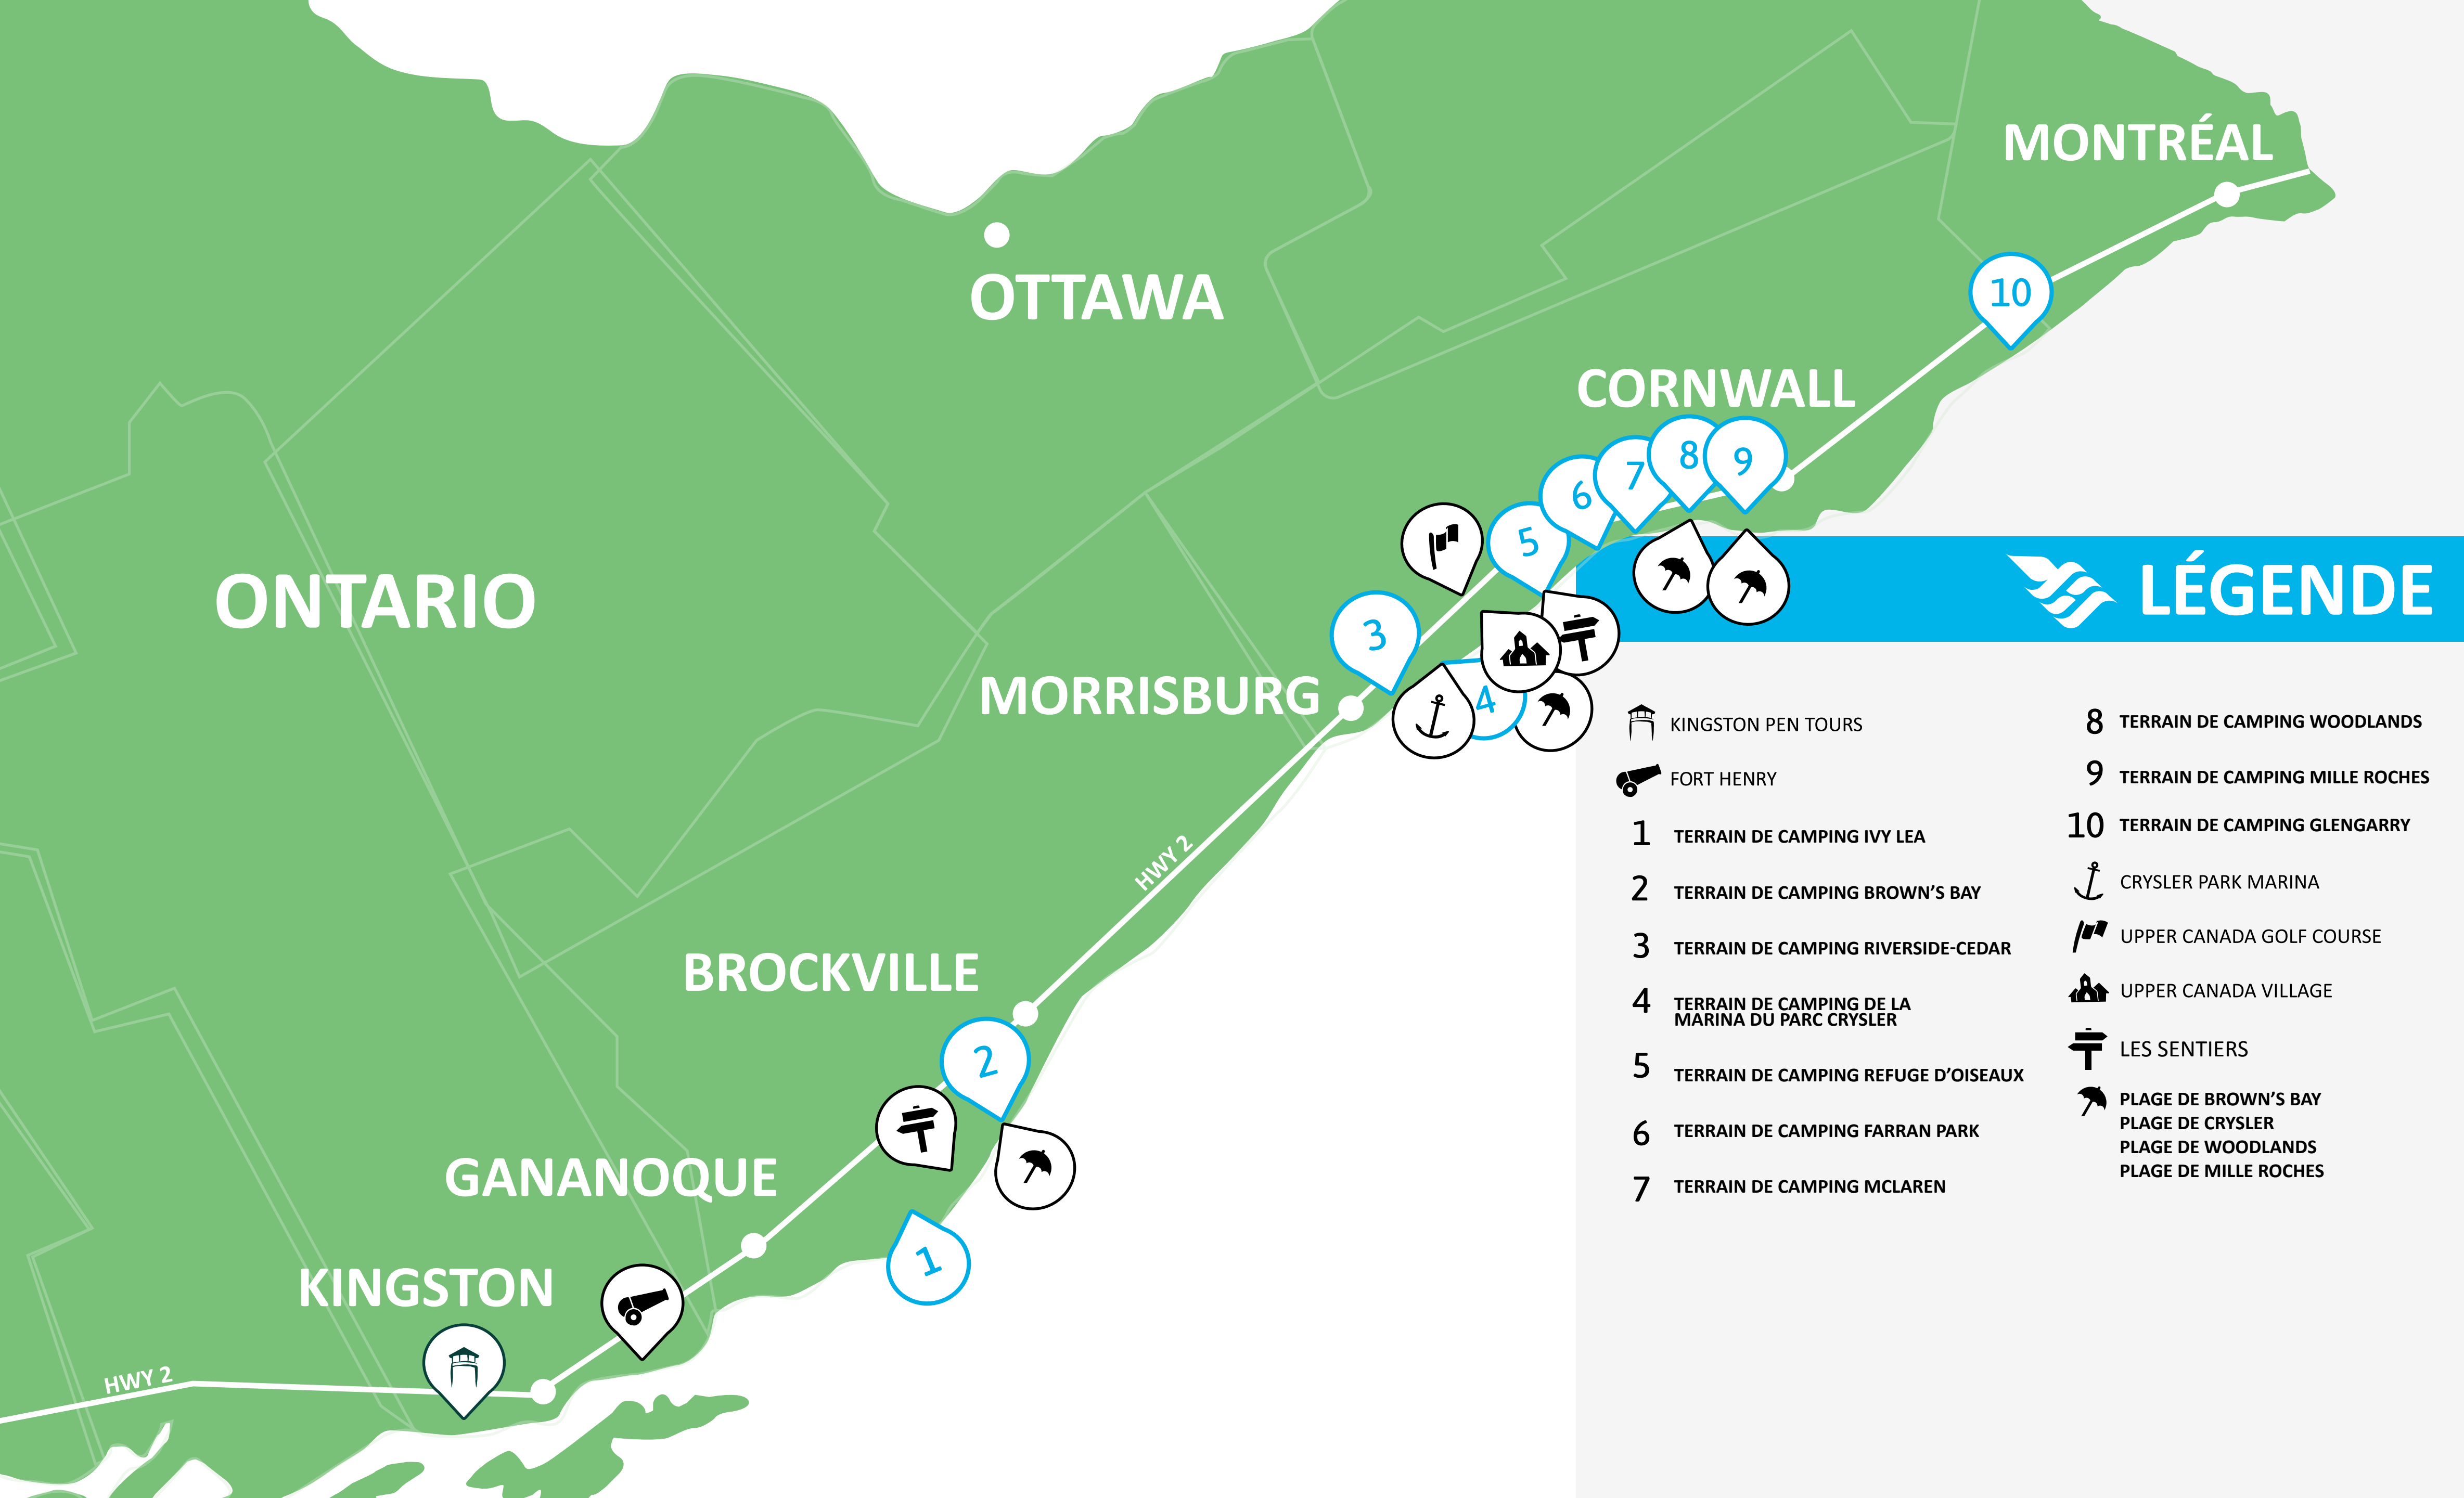 MONTRÉAL
10
OTTAWA
CORNWALL
8
9
7
6
5
ONTARIO
3
MORRISBURG
4
HWY 2
BROCKVILLE
2
GANANOQUE
1
KINGSTON
HWY 2
LÉGENDE
KINGSTON PEN TOURS
FORT HENRY
1 TERRAIN DE CAMPING IVY LEA
2 TERRAIN DE CAMPING BROWN’S BAY
3 TERRAIN DE CAMPING RIVERSIDE-CEDAR
4 TERRAIN DE CAMPING DE LA
MARINA DU PARC CRYSLER
5 TERRAIN DE CAMPING REFUGE D’OISEAUX
6 TERRAIN DE CAMPING FARRAN PARK
7 TERRAIN DE CAMPING MCLAREN
8 TERRAIN DE CAMPING WOODLANDS
9 TERRAIN DE CAMPING MILLE ROCHES
10 TERRAIN DE CAMPING GLENGARRY
CRYSLER PARK MARINA
UPPER CANADA GOLF COURSE
UPPER CANADA VILLAGE
LES SENTIERS
PLAGE DE BROWN’S BAY
PLAGE DE CRYSLER
PLAGE DE WOODLANDS
PLAGE DE MILLE ROCHES